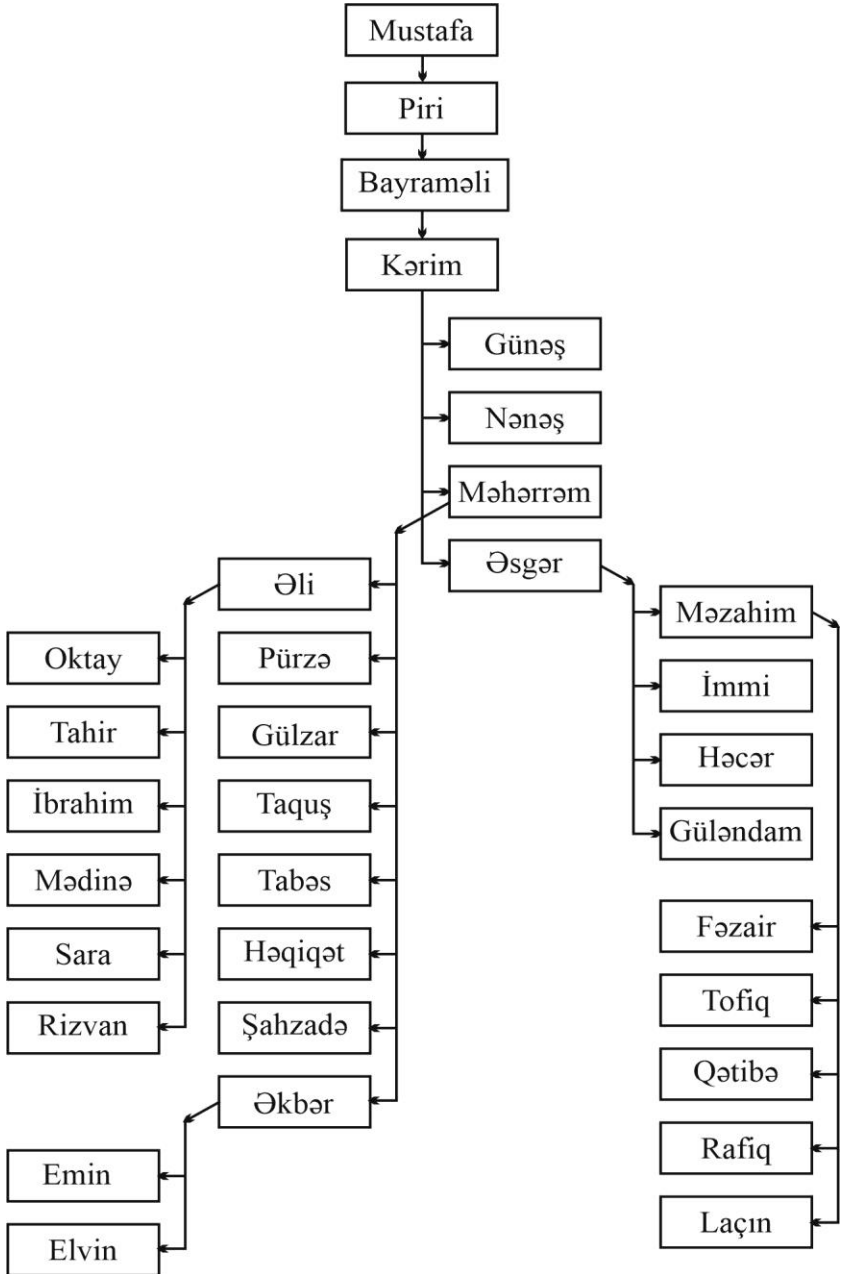 Mustafa
Piri
Bayraməli
Kərim
Günəş
Nənəş
Məhərrəm
Əsgər
Əli
Pürzə
Gülzar
Taquş
Tabəs
Həqiqət
Şahzadə
Əkbər
Oktay
Tahir
İbrahim
Mədinə
Sara
Rizvan
Emin
Elvin
Məzahim
İmmi
Həcər
Güləndam
Fəzair
Tofiq
Qətibə
Rafiq
Laçın